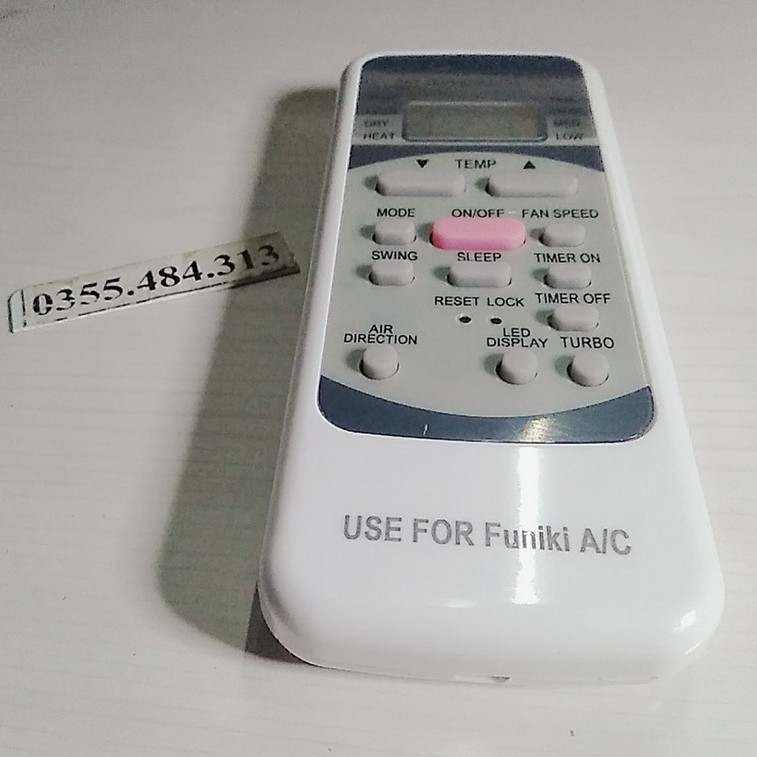 DRY
HEAT
MED
LOW
▼ TEMP ▲
MODE ON/OFF FAN SPEED
SWING SLEEP TIMER ON
RESET LOCK TIMER OFF
AIR DIRECTION
LED DISPLAY
TURBO
0355.484.313
USE FOR Funiki A/C